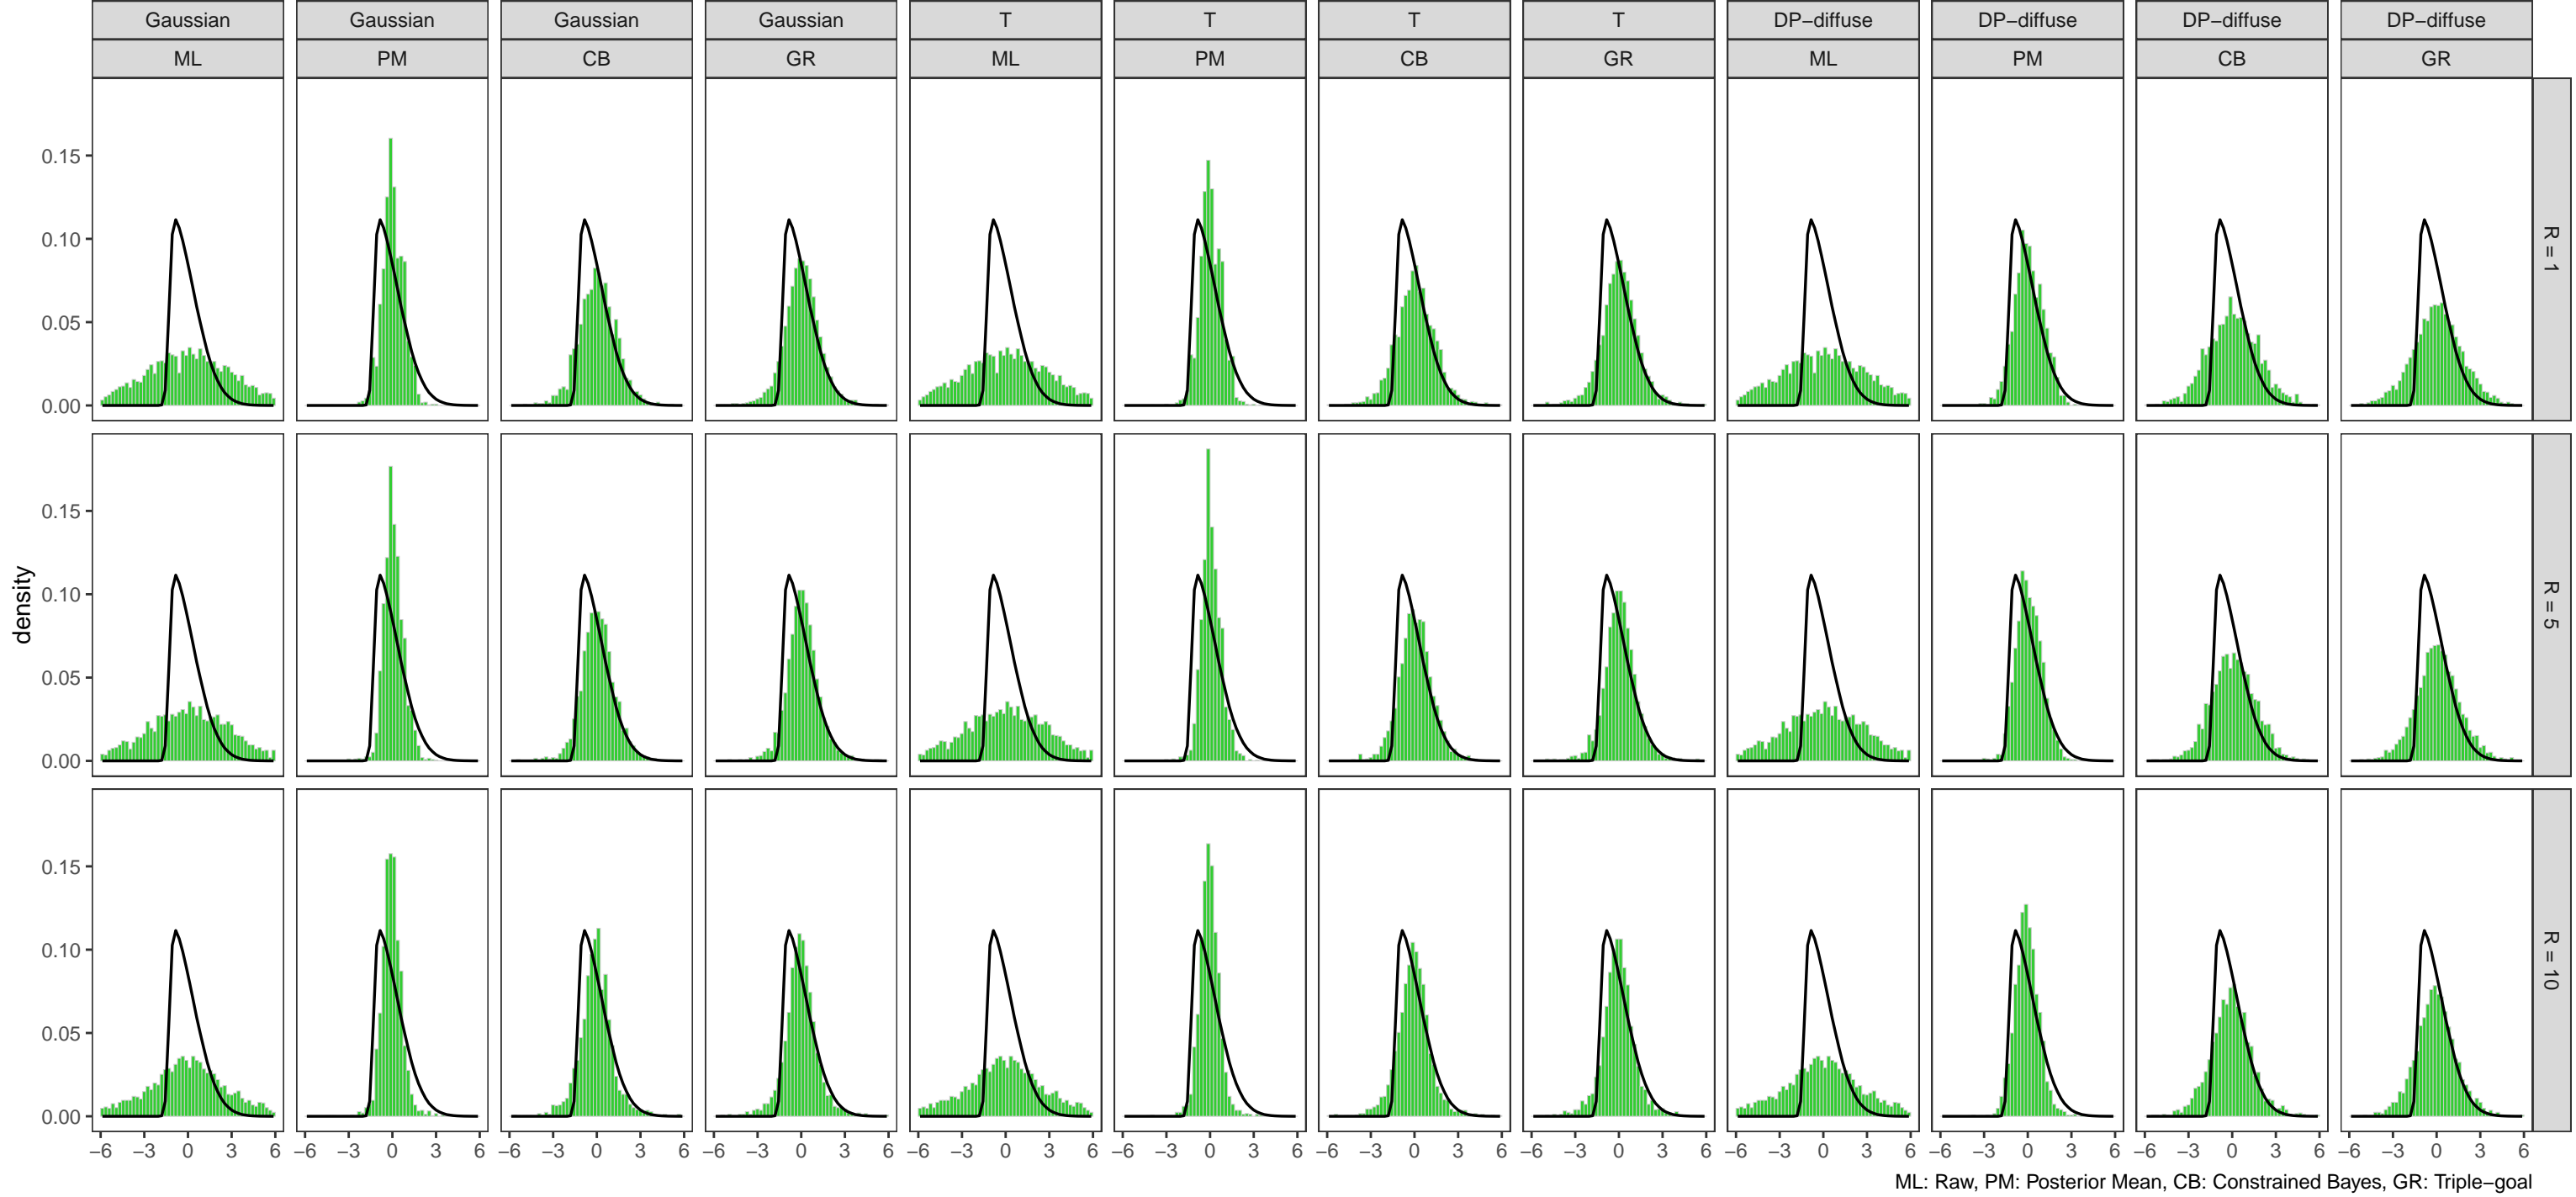 Gaussian Gaussian Gaussian Gaussian T T T T DP−diffuse DP−diffuse DP−diffuse DP−diffuse
ML PM CB GR ML PM CB GR ML PM CB GR
0.15
0.10
0.05
0.00
R = 1
0.15
0.10
0.05
0.00
R = 5
density
0.15
0.10
0.05
0.00
R = 10
−6 −3 0 3 6 −6 −3 0 3 6 −6 −3 0 3 6 −6 −3 0 3 6 −6 −3 0 3 6 −6 −3 0 3 6 −6 −3 0 3 6 −6 −3 0 3 6 −6 −3 0 3 6 −6 −3 0 3 6 −6 −3 0 3 6 −6 −3 0 3 6
ML: Raw, PM: Posterior Mean, CB: Constrained Bayes, GR: Triple−goal